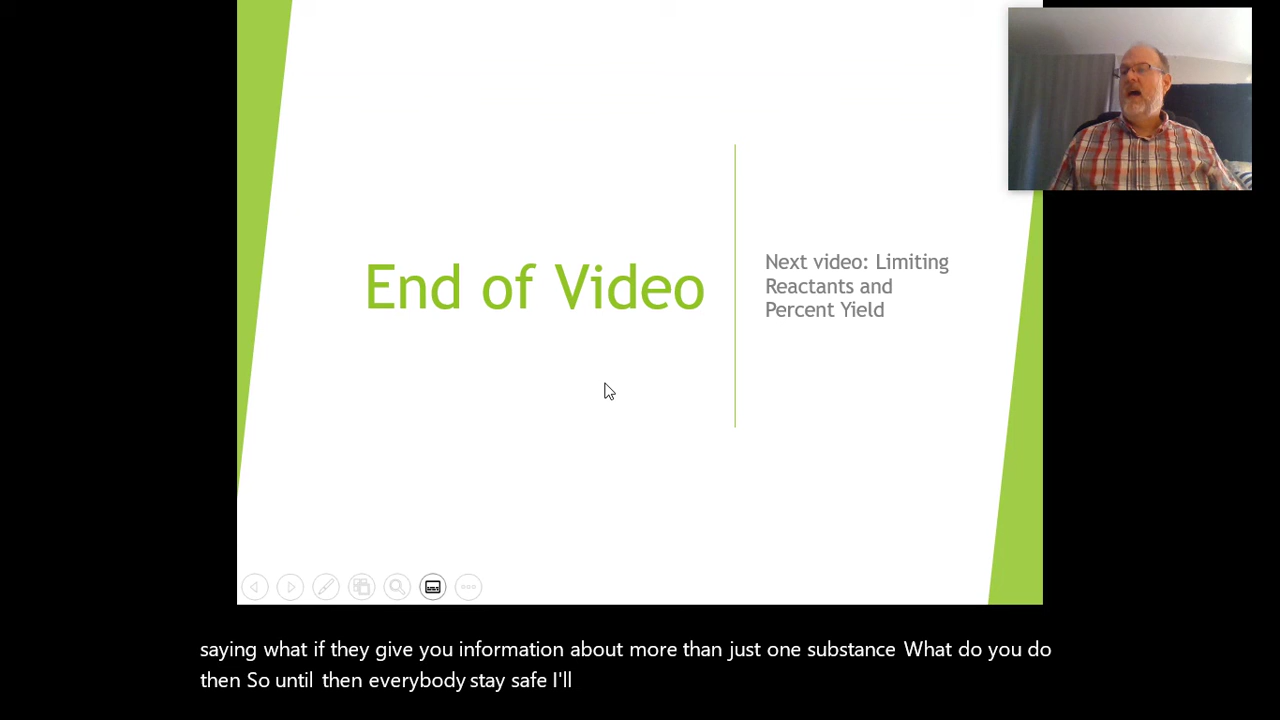 End of Video
Next video: Limiting
Reactants and
Percent Yield
saying what if they give you information about more than just one substance What do you do
then So until then everybody stay safe I'll